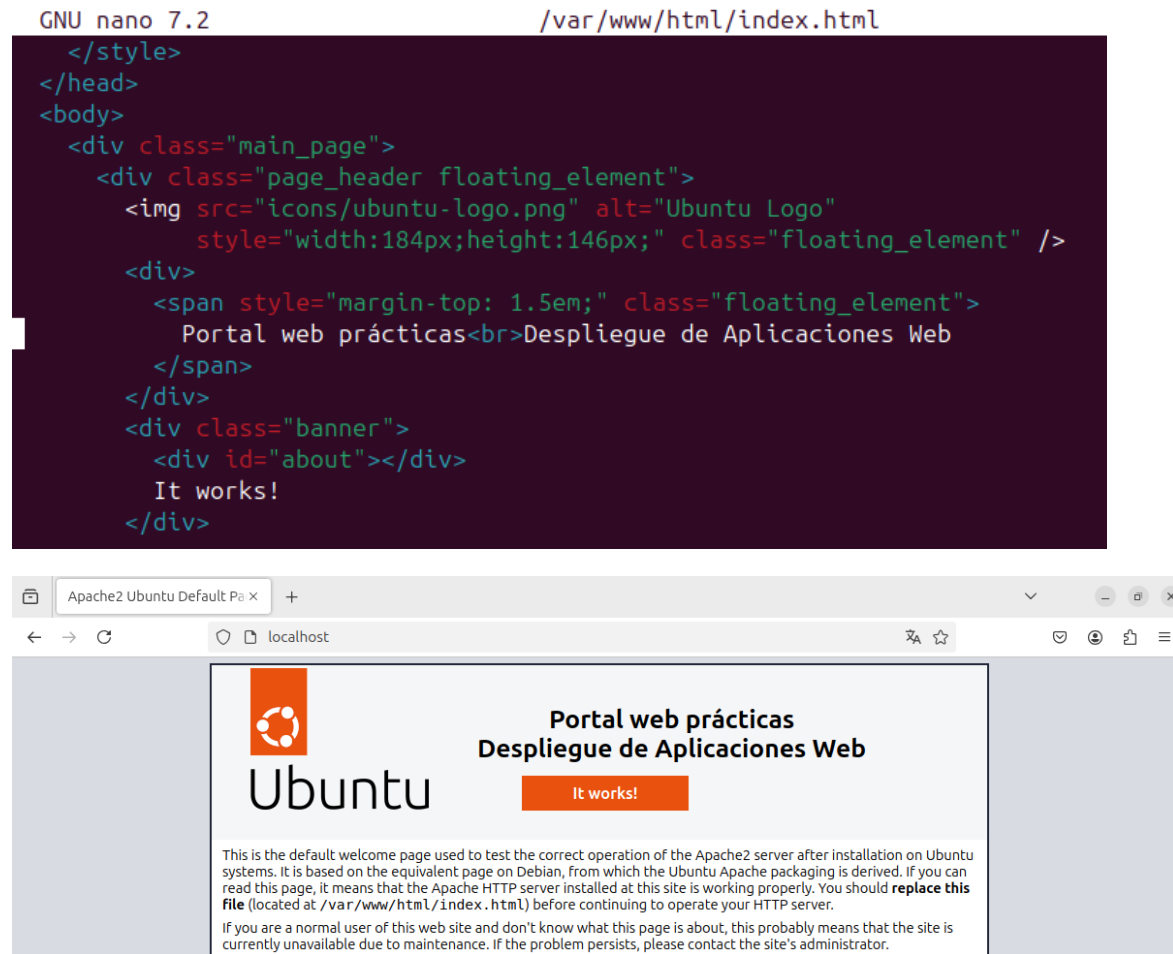 GNU nano 7.2 /var/www/html/index.html
</style>
</head>
<body>
<div class="main_page">
<div class="page_header floating_element">
<img src="icons/ubuntu-logo.png" alt="Ubuntu Logo"
style="width:184px;height:146px;" class="floating_element" />
<div>
<span style="margin-top: 1.5em;" class="floating_element">
Portal web prácticas<br>Despliegue de Aplicaciones Web
</span>
</div>
<div class="banner">
<div id="about"></div>
It works!
</div>
Apache2 Ubuntu Default Pa
localhost
Ubuntu
Portal web prácticas
Despliegue de Aplicaciones Web
It works!
This is the default welcome page used to test the correct operation of the Apache2 server after installation on Ubuntu
systems. It is based on the equivalent page on Debian, from which the Ubuntu Apache packaging is derived. If you can
read this page, it means that the Apache HTTP server installed at this site is working properly. You should replace this
file (located at /var/www/html/index.html) before continuing to operate your HTTP server.
If you are a normal user of this web site and don't know what this page is about, this probably means that the site is
currently unavailable due to maintenance. If the problem persists, please contact the site's administrator.